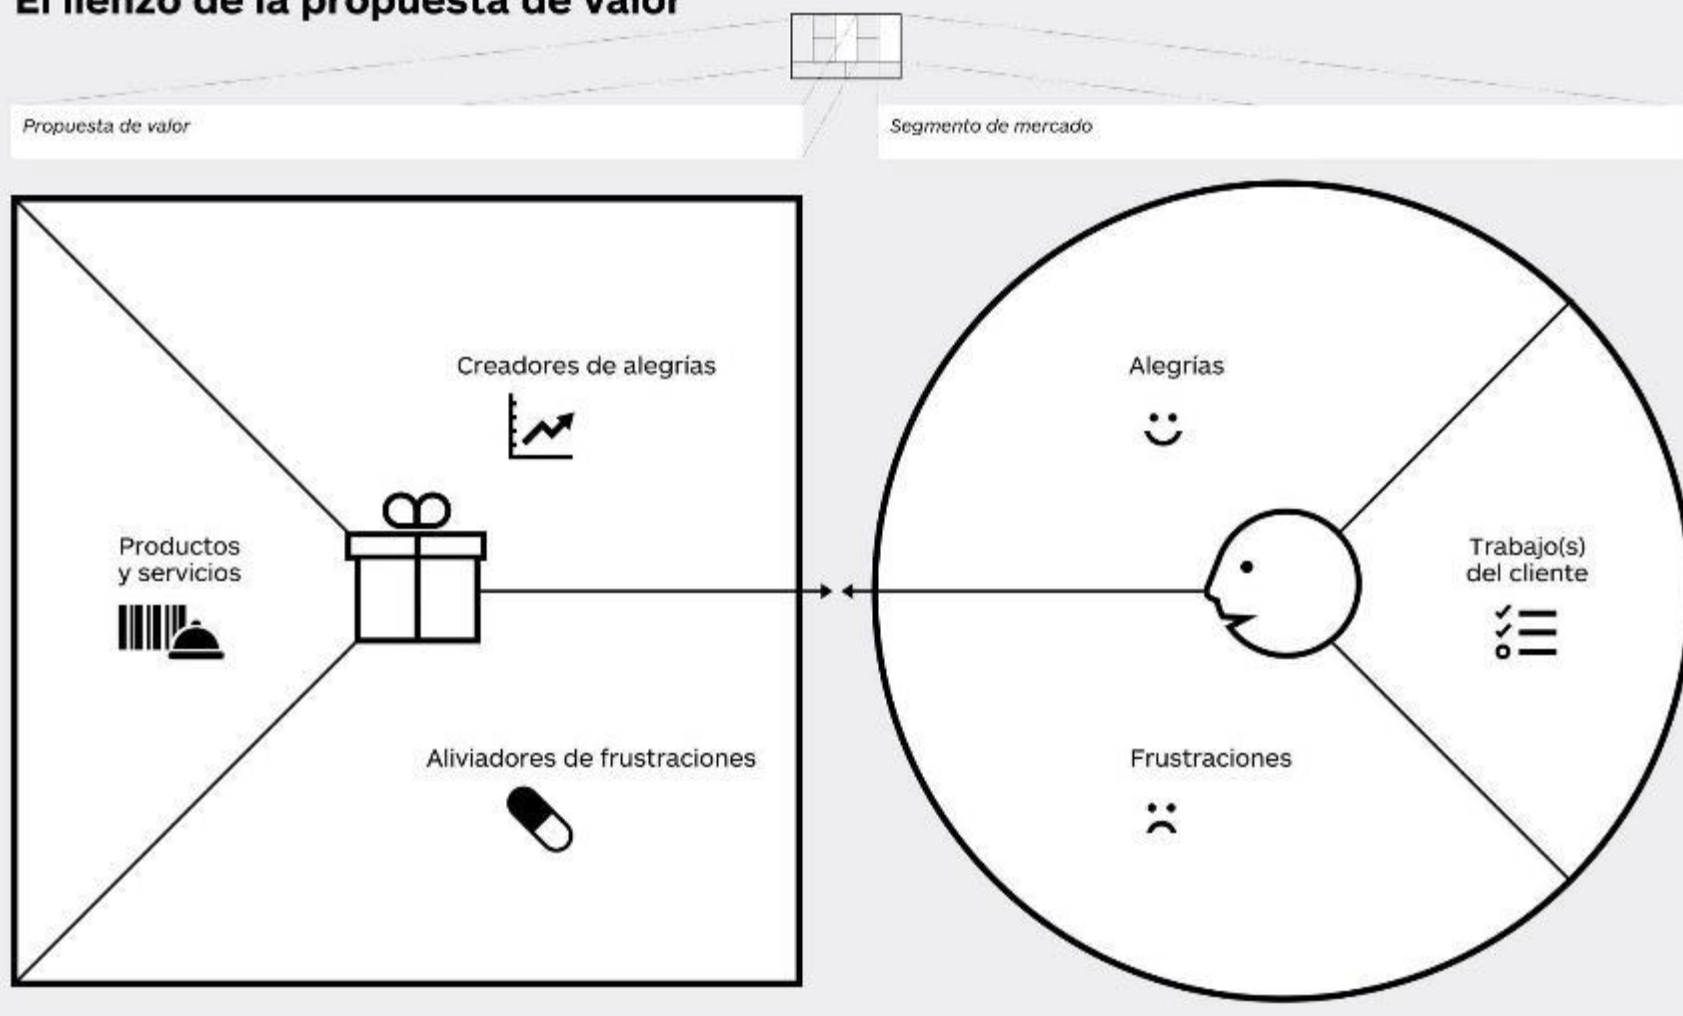 El lienzo de la propuesta de valor
Propuesta de valor
Segmento de mercado
Creadores de alegrías
Productos
y servicios
Aliviadores de frustraciones
Alegrías
Trabajo(s)
del cliente
Frustraciones